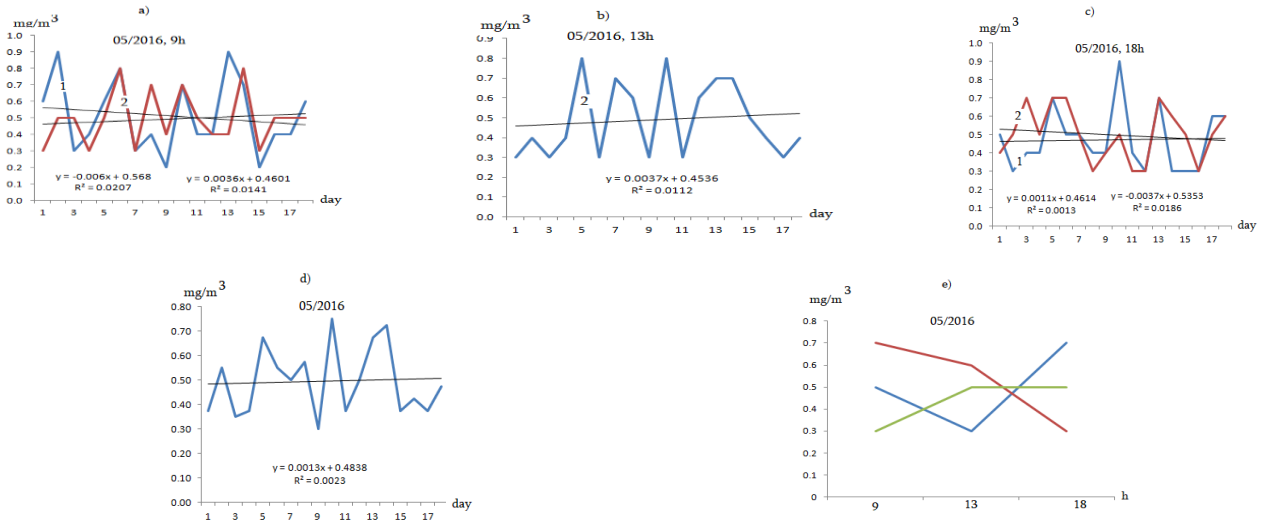 a)
mg/m3
05/2016, 9h
1.0
0.9
0.8
0.7
0.6
0.5
0.4
0.3
0.2
0.1
0.0
1
2
y = -0.006x + 0.568
R² = 0.0207
y = 0.0036x + 0.4601
R² = 0.0141
1 3 5 7 9 11 13 15 17
day
b)
mg/m3
05/2016, 13h
0.9
0.8
0.7
0.6
0.5
0.4
0.3
0.2
0.1
0.0
2
y = 0.0037x + 0.4536
R² = 0.0112
1 3 5 7 9 11 13 15 17
day
c)
mg/m3
05/2016, 18h
1.0
0.9
0.8
0.7
0.6
0.5
0.4
0.3
0.2
0.1
0.0
2
1
y = 0.0011x + 0.4614
R² = 0.0013
y = -0.0037x + 0.5353
R² = 0.0186
1 3 5 7 9 11 13 15 17
day
d)
mg/m3
05/2016
0.80
0.70
0.60
0.50
0.40
0.30
0.20
0.10
0.00
y = 0.0013x + 0.4838
R² = 0.0023
1 3 5 7 9 11 13 15 17
day
e)
mg/m3
05/2016
0.8
0.7
0.6
0.5
0.4
0.3
0.2
0.1
0
9 13 18
h